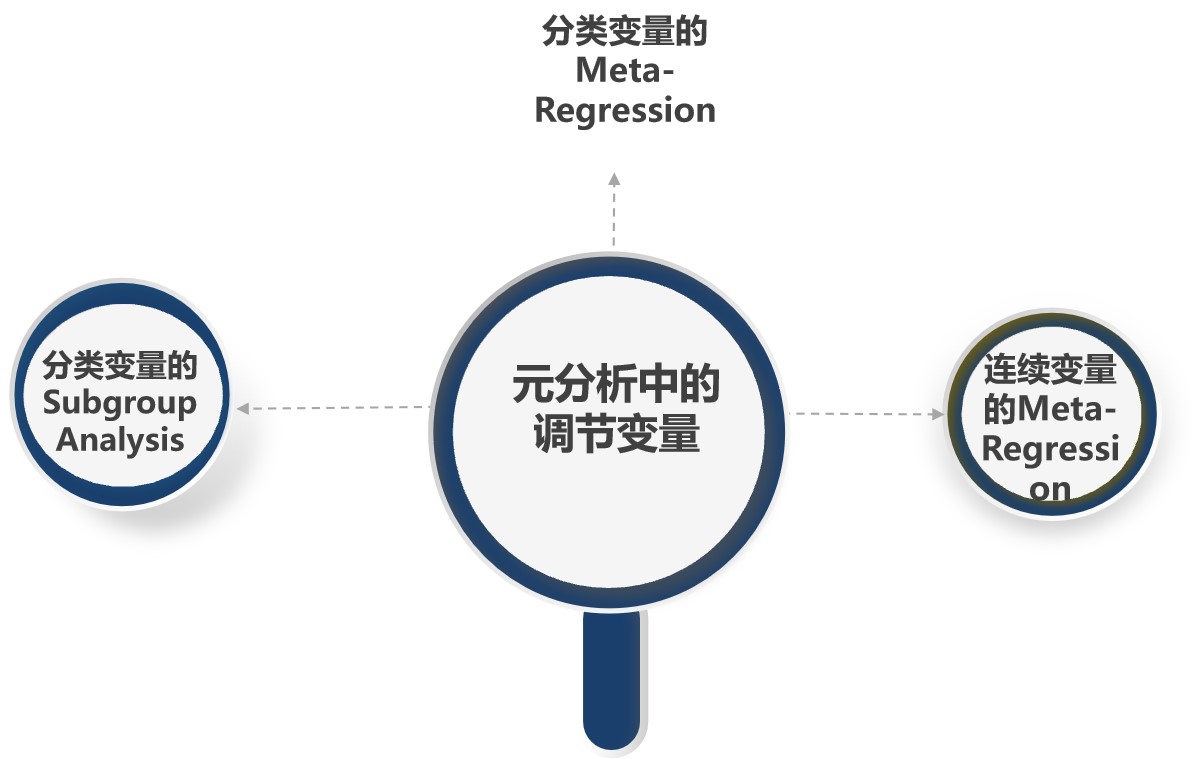 分类变量的
Meta-
Regression
分类变量的
Subgroup
Analysis
元分析中的
调节变量
连续变量
的Meta-
Regressi
on